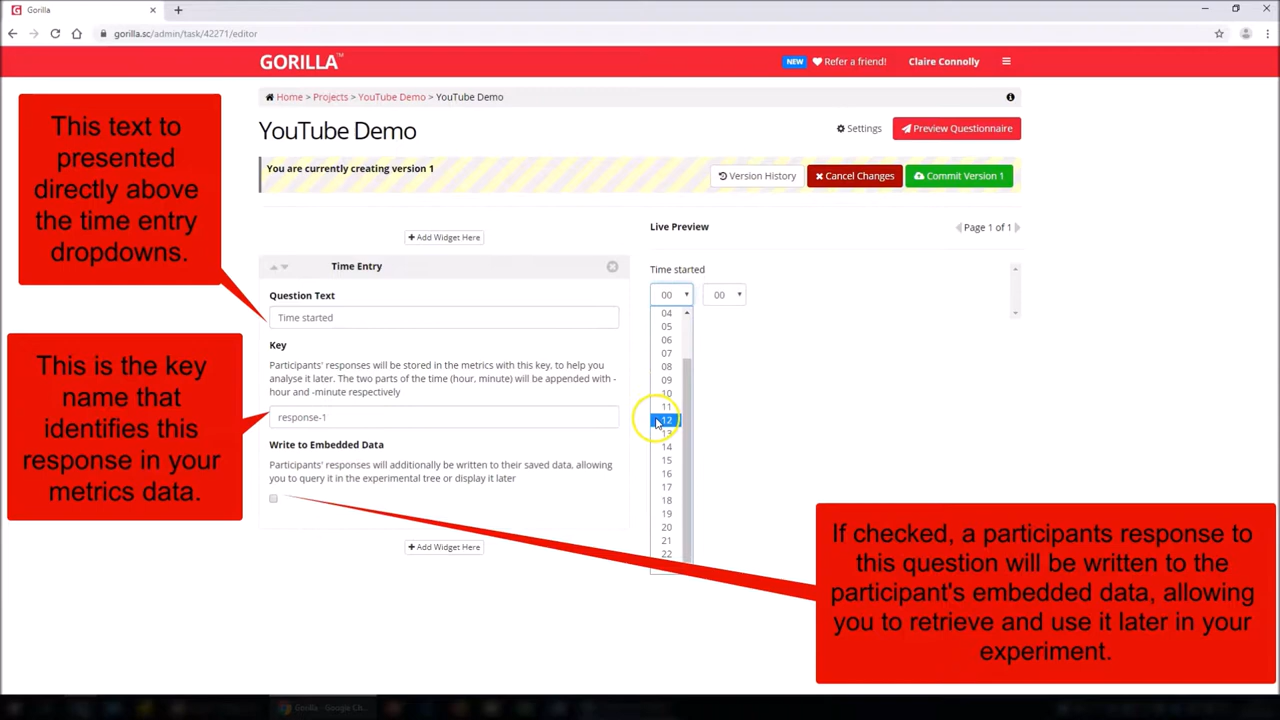 Gorilla
gorilla.sc/admin/task/42271/editor
GORILLA™
NEW Refer a friend!
Claire Connolly
Home > Projects > YouTube Demo > YouTube Demo
YouTube Demo
Settings
Preview Questionnaire
You are currently creating version 1
Version History
Cancel Changes
Commit Version 1
This text to
presented
directly above
the time entry
dropdowns.
Add Widget Here
Time Entry
Question Text
Time started
Key
Participants' responses will be stored in the metrics with this key, to help you
analyse it later. The two parts of the time (hour, minute) will be appended with -
hour and -minute respectively
response-1
Write to Embedded Data
Participants' responses will additionally be written to their saved data, allowing
you to query it in the experimental tree or display it later
Add Widget Here
This is the key
name that
identifies this
response in your
metrics data.
Live Preview
Page 1 of 1
Time started
00 00
04
05
06
07
08
09
10
11
12
13
14
15
16
17
18
19
20
21
22
If checked, a participants response to
this question will be written to the
participant's embedded data, allowing
you to retrieve and use it later in your
experiment.
Gorilla - Google Ch...